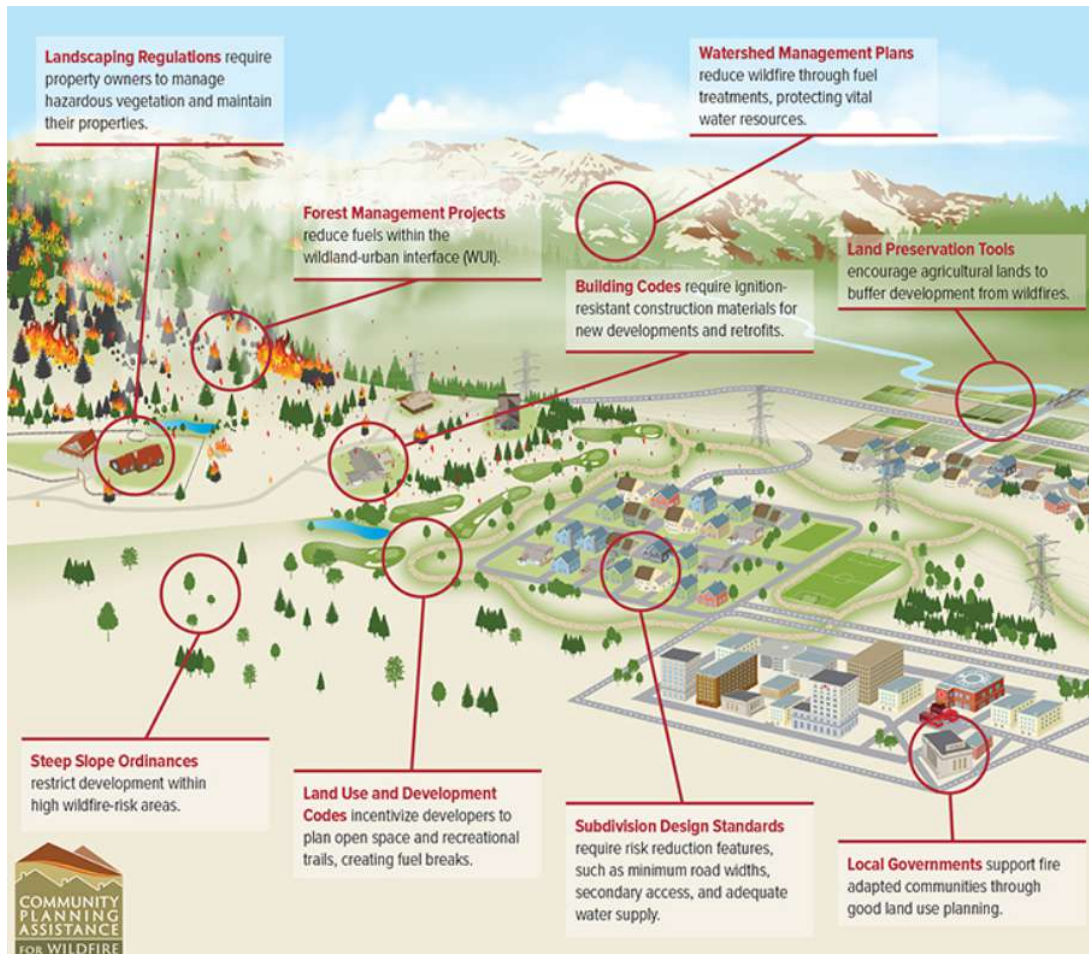 Landscaping Regulations require
property owners to manage
hazardous vegetation and maintain
their properties.
Watershed Management Plans
reduce wildfire through fuel
treatments, protecting vital
water resources.
Forest Management Projects
reduce fuels within the
wildland-urban interface (WUI).
Building Codes require ignition-
resistant construction materials for
new developments and retrofits.
Land Preservation Tools
encourage agricultural lands to
buffer development from wildfires.
Steep Slope Ordinances
restrict development within
high wildfire-risk areas.
Land Use and Development
Codes incentivize developers to
plan open space and recreational
trails, creating fuel breaks.
Subdivision Design Standards
require risk reduction features,
such as minimum road widths,
secondary access, and adequate
water supply.
Local Governments support fire
adapted communities through
good land use planning.
COMMUNITY
PLANNING
ASSISTANCE
FOR WILDFIRE